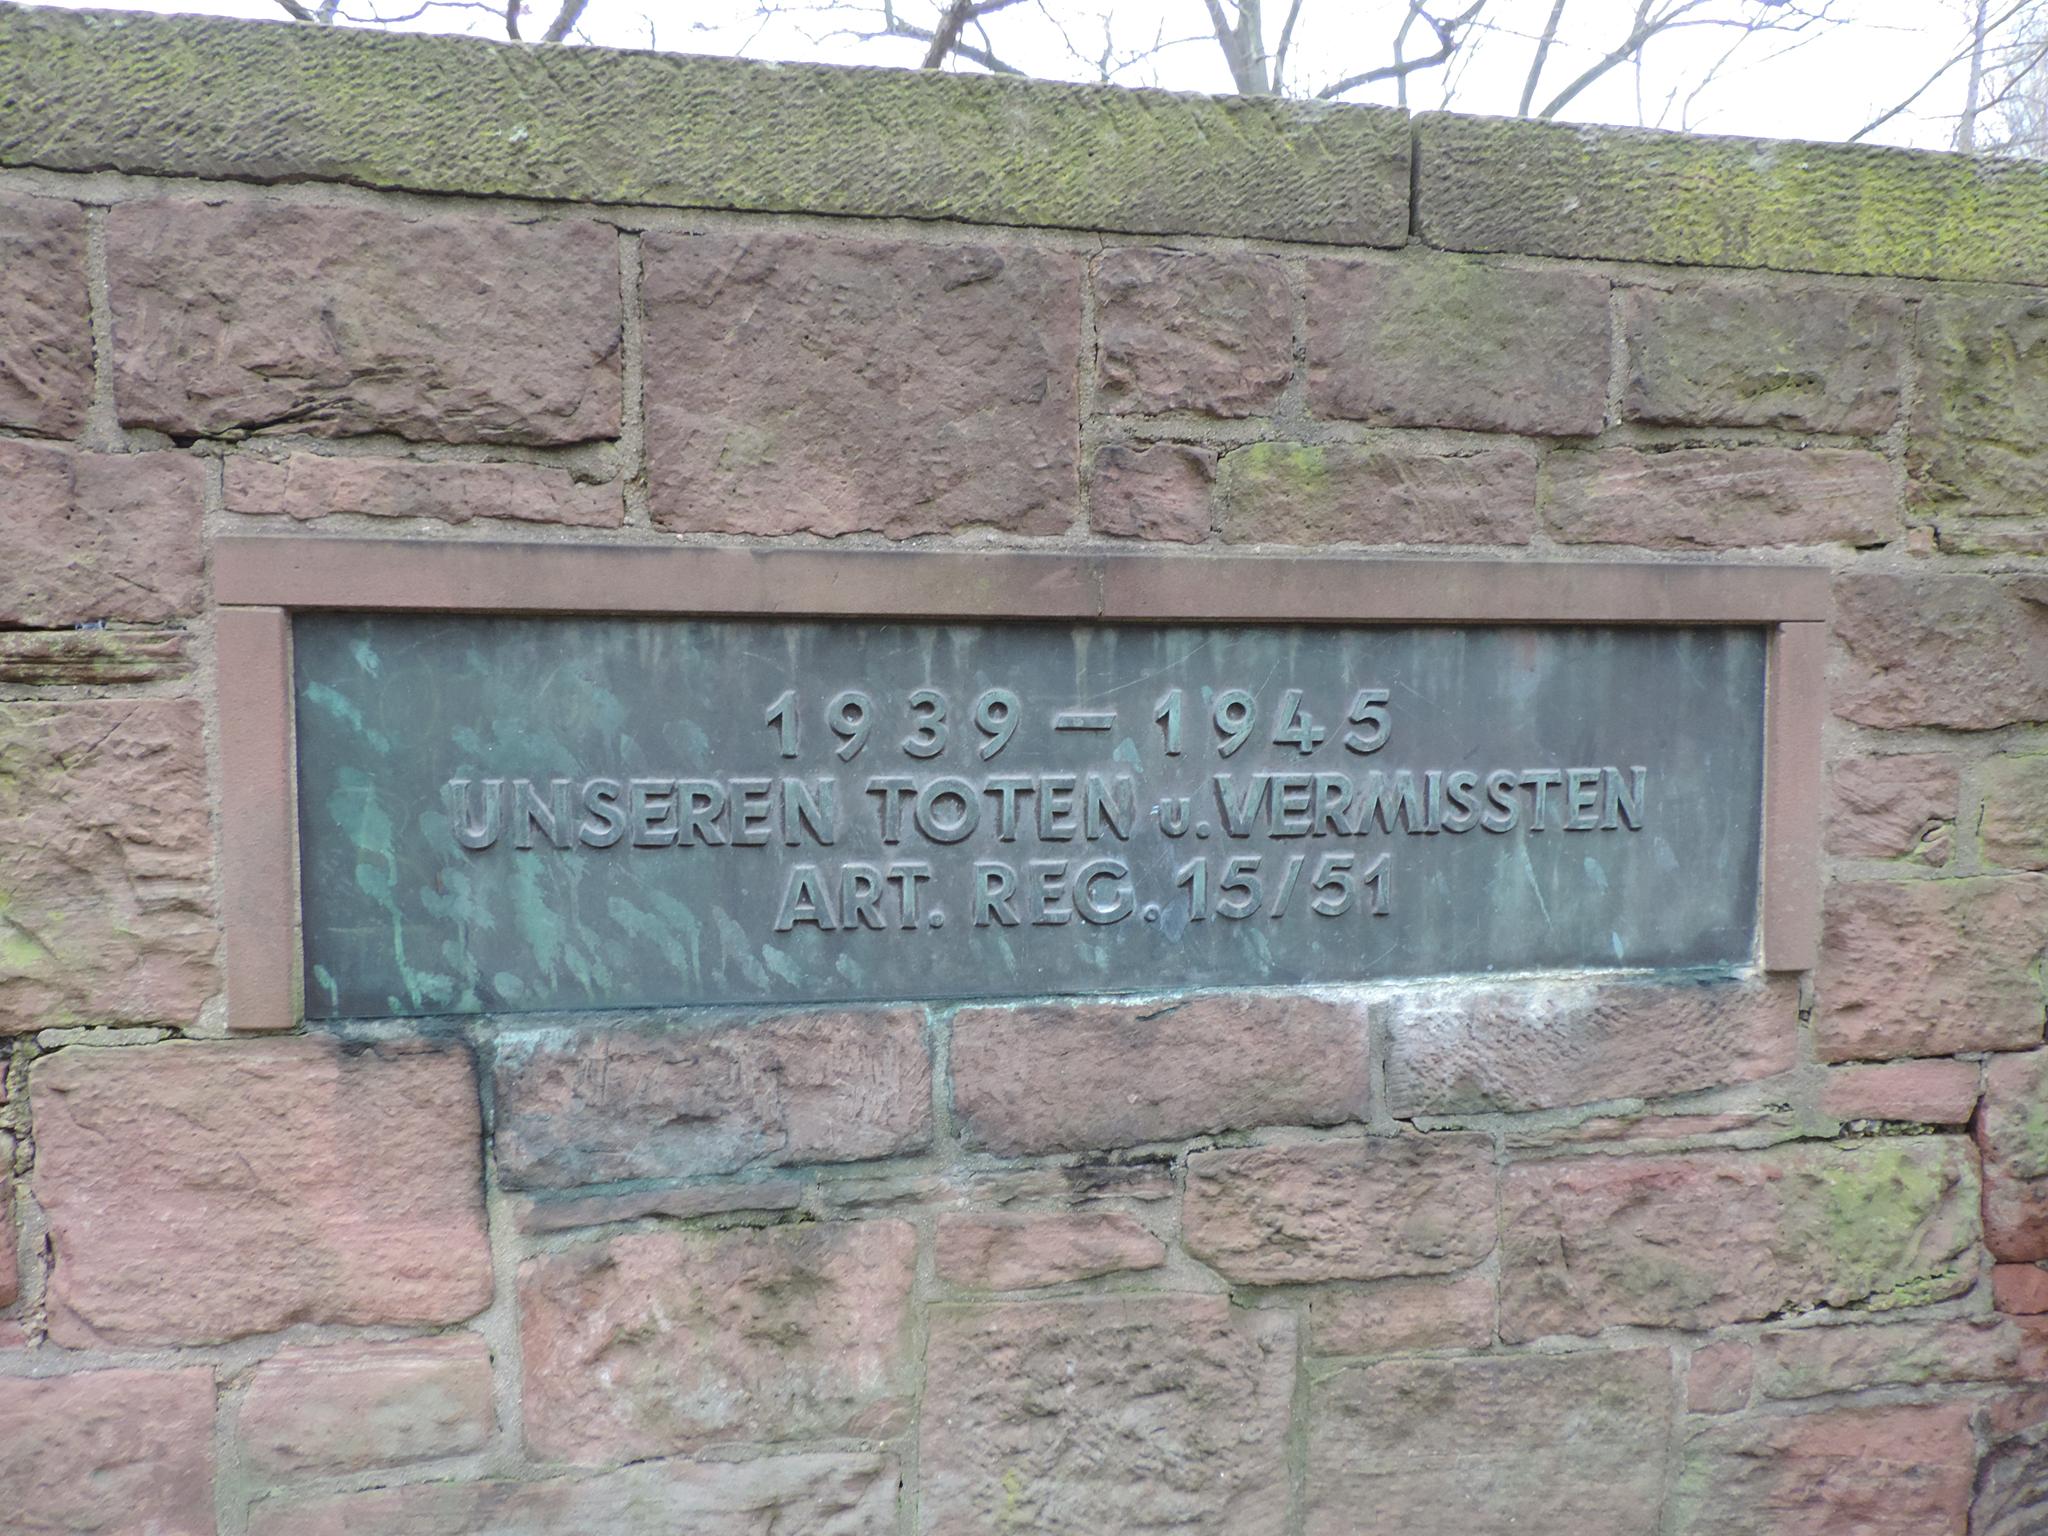 1939 – 1945
UNSEREN TOTEN u. VERMISSTEN
ART. REG. 15/51